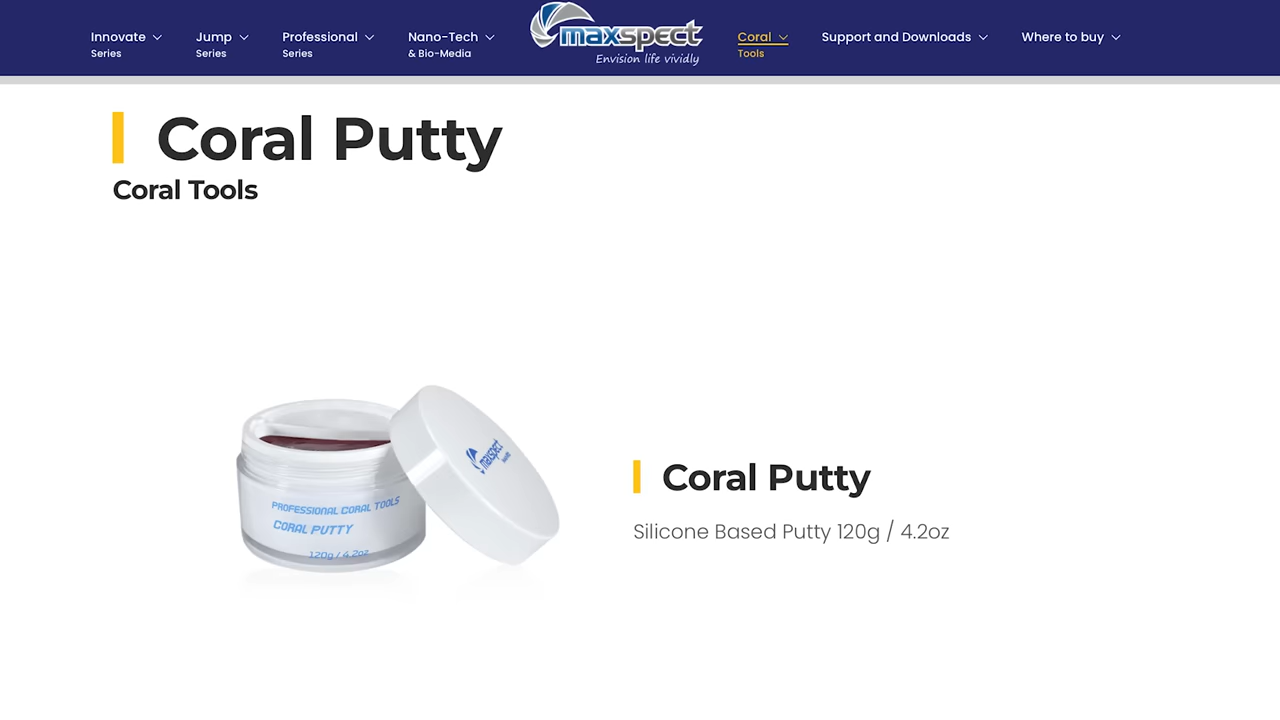 Innovate
Series
Jump
Series
Professional
Series
Nano-Tech
& Bio-Media
maxspect
Envision life vividly
Coral
Tools
Support and Downloads
Where to buy
Coral Putty
Coral Tools
maxspect
PROFESSIONAL CORAL TOOLS
CORAL PUTTY
120g / 4.2oz
Coral Putty
Silicone Based Putty 120g / 4.2oz